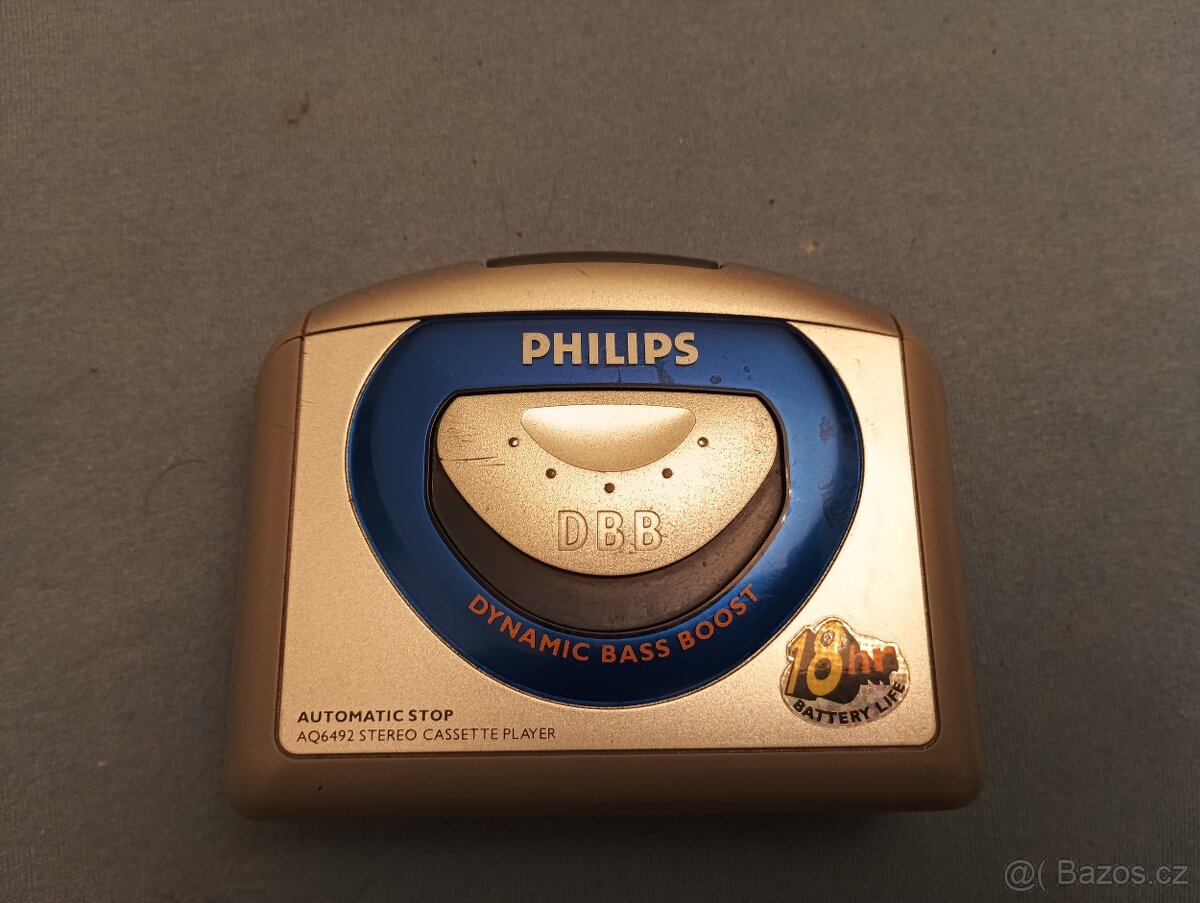 PHILIPS
DBB
DYNAMIC BASS BOOST
18hr
BATTERY LIFE
AUTOMATIC STOP
AQ6492 STEREO CASSETTE PLAYER
@( Bazos.cz